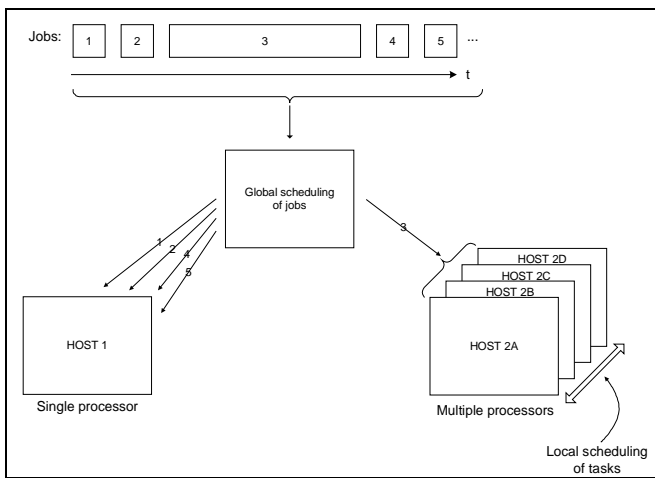 Jobs: 1 2 3 4 5 ...
t
Global scheduling
of jobs
1
2
4
5
3
HOST 2D
HOST 2C
HOST 2B
HOST 2A
HOST 1
Single processor
Multiple processors
Local scheduling
of tasks